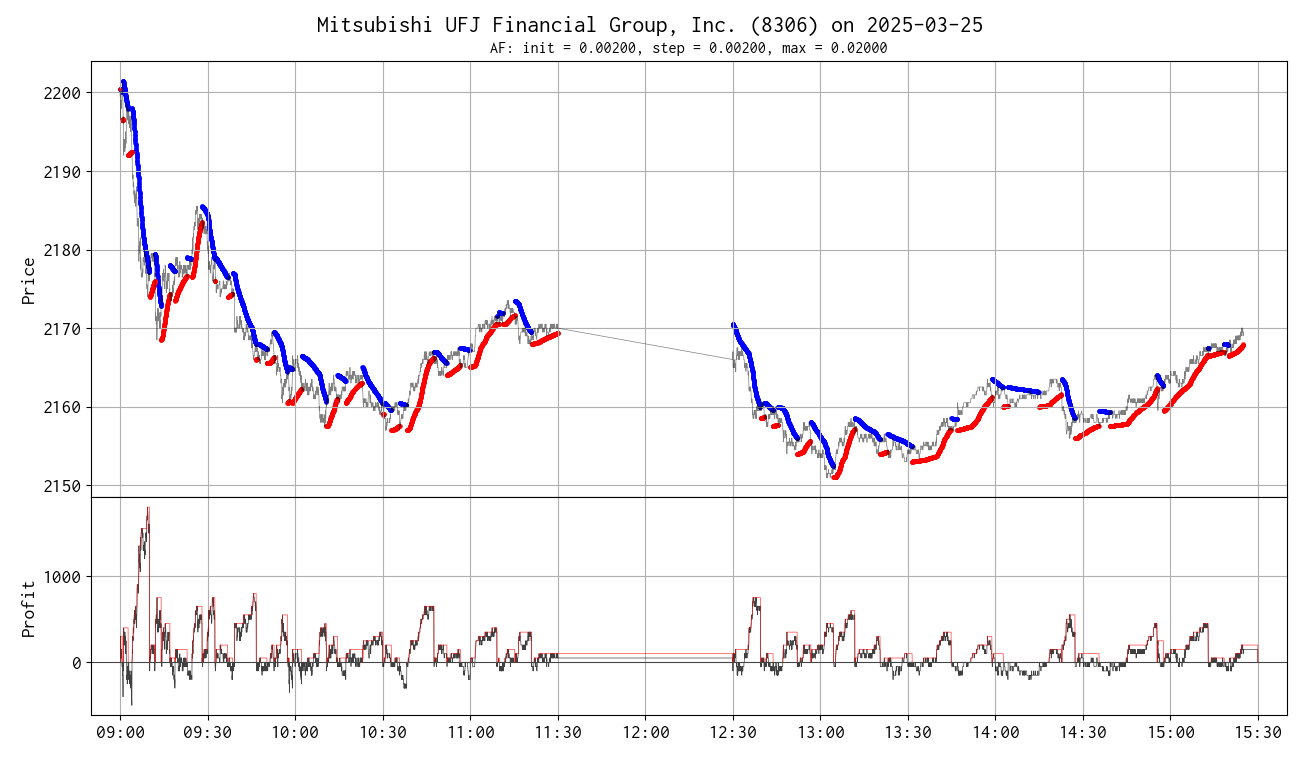 Mitsubishi UFJ Financial Group, Inc. (8306) on 2025-03-25
AF: init = 0.00200, step = 0.00200, max = 0.02000
Price
2200
2190
2180
2170
2160
2150
Profit
1000
0
09:00 09:30 10:00 10:30 11:00 11:30 12:00 12:30 13:00 13:30 14:00 14:30 15:00 15:30